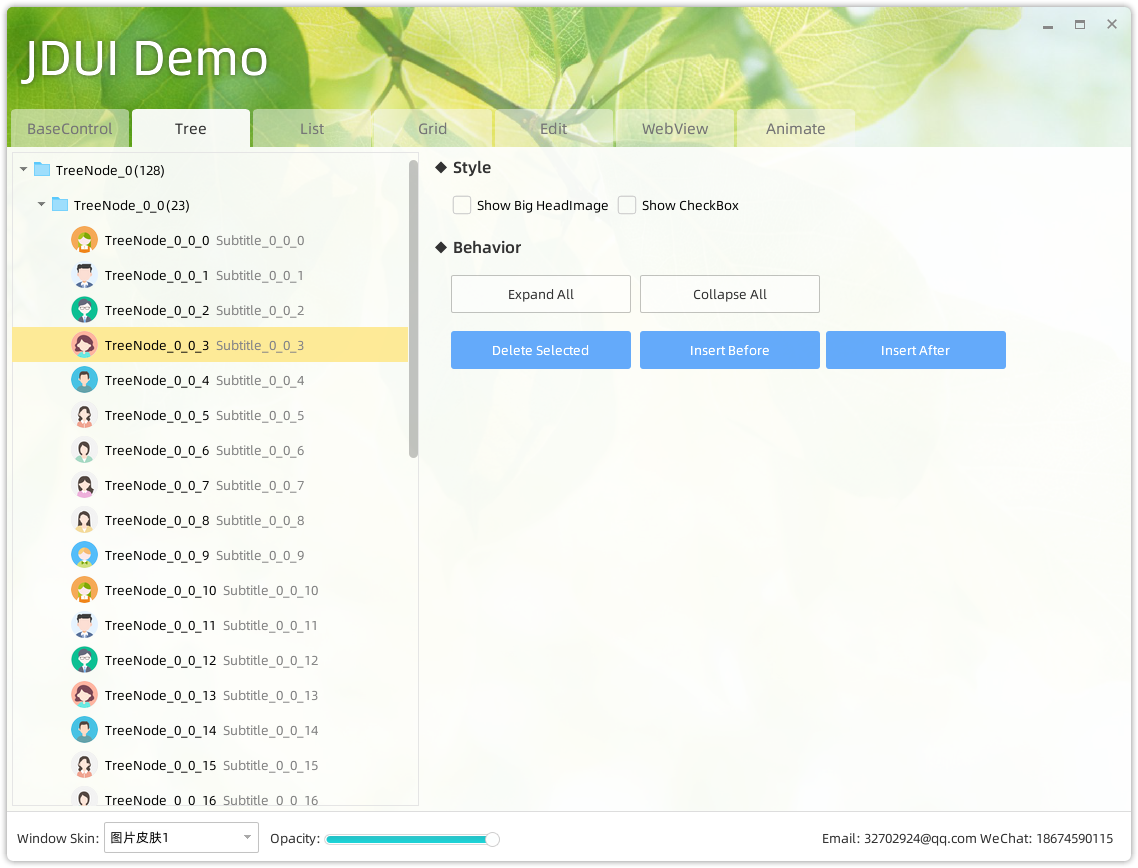 JDUI Demo
BaseControl Tree List Grid Edit WebView Animate
TreeNode_0(128)
TreeNode_0_0(23)
TreeNode_0_0_0 Subtitle_0_0_0
TreeNode_0_0_1 Subtitle_0_0_1
TreeNode_0_0_2 Subtitle_0_0_2
TreeNode_0_0_3 Subtitle_0_0_3
TreeNode_0_0_4 Subtitle_0_0_4
TreeNode_0_0_5 Subtitle_0_0_5
TreeNode_0_0_6 Subtitle_0_0_6
TreeNode_0_0_7 Subtitle_0_0_7
TreeNode_0_0_8 Subtitle_0_0_8
TreeNode_0_0_9 Subtitle_0_0_9
TreeNode_0_0_10 Subtitle_0_0_10
TreeNode_0_0_11 Subtitle_0_0_11
TreeNode_0_0_12 Subtitle_0_0_12
TreeNode_0_0_13 Subtitle_0_0_13
TreeNode_0_0_14 Subtitle_0_0_14
TreeNode_0_0_15 Subtitle_0_0_15
TreeNode_0_0_16 Subtitle_0_0_16
Style
Show Big HeadImage Show CheckBox
Behavior
Expand All Collapse All
Delete Selected Insert Before Insert After
Window Skin: 图片皮肤1 Opacity: Email: 32702924@qq.com WeChat: 18674590115